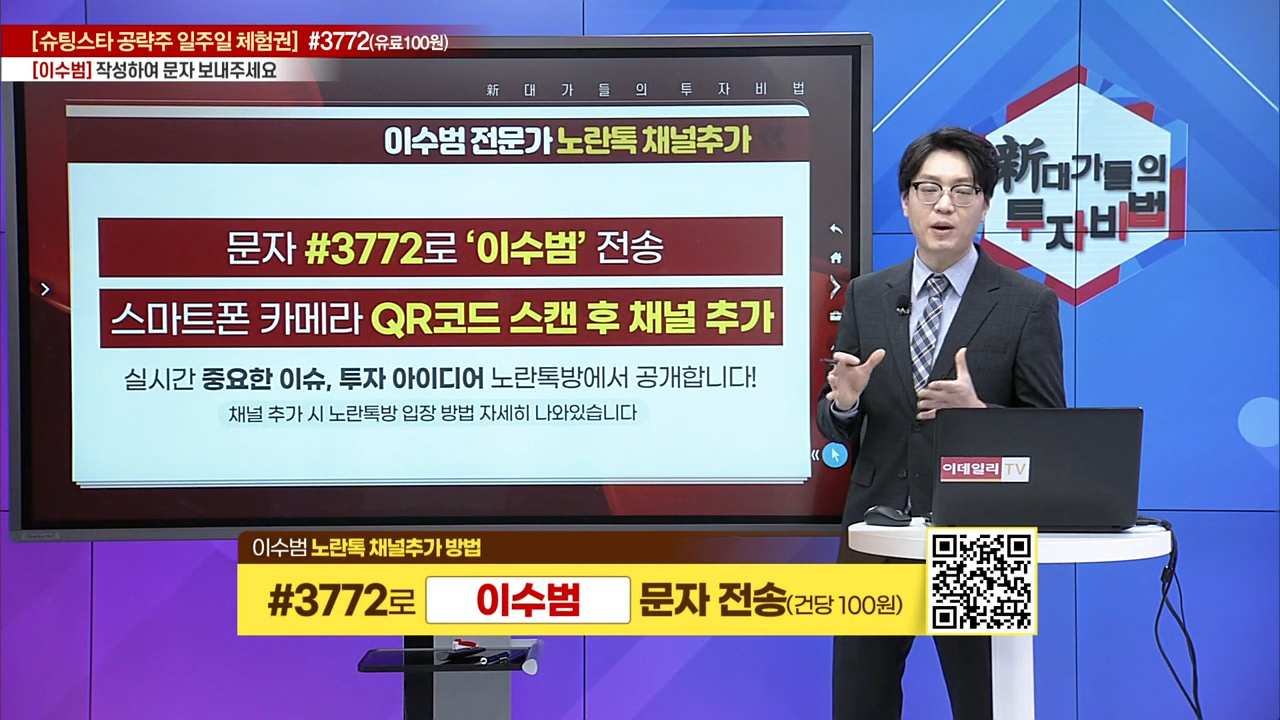 [슈팅스타 공략주 일주일 체험권] #3772(유료100원)
[이수범] 작성하여 문자 보내주세요
新대가들의투자비법
이수범 전문가 노란톡 채널추가
문자 #3772로 ‘이수범’ 전송
스마트폰 카메라 QR코드 스캔 후 채널 추가
실시간 중요한 이슈, 투자 아이디어 노란톡방에서 공개합니다!
채널 추가 시 노란톡방 입장 방법 자세히 나와있습니다
新대가들의
투자비법
이데일리TV
이수범 노란톡 채널추가 방법
#3772로 이수범 문자 전송(건당 100원)